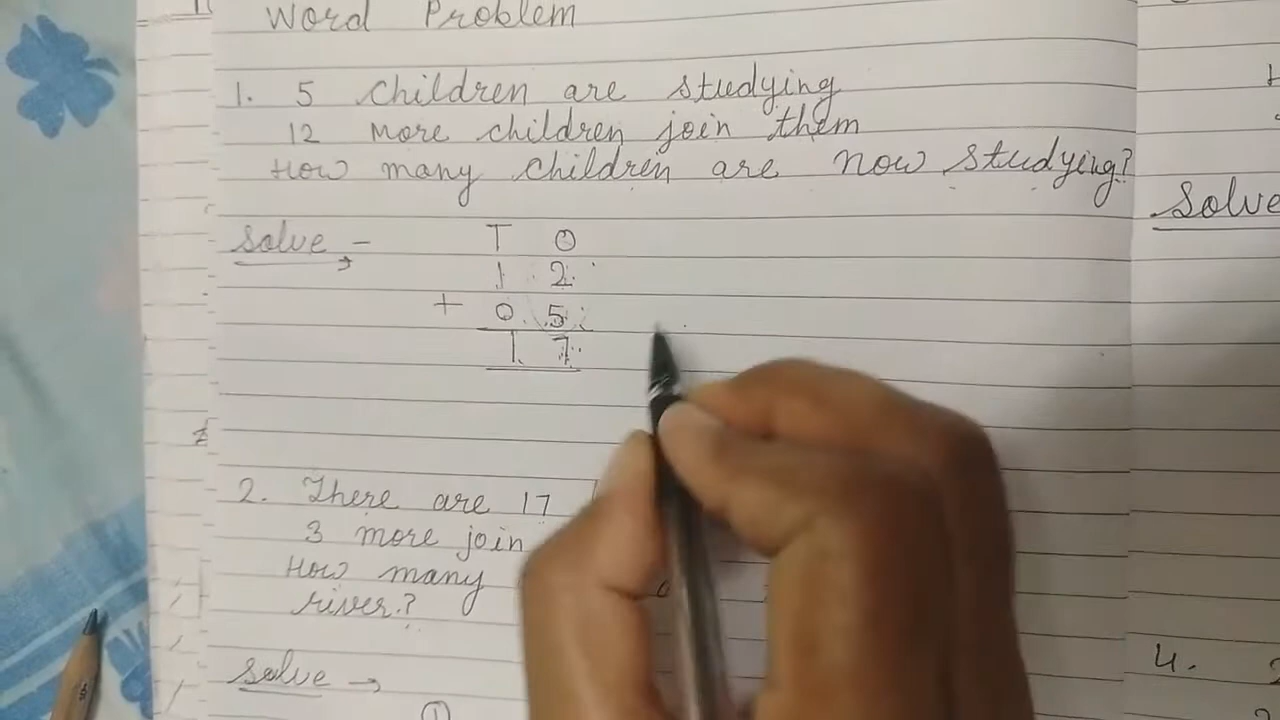 Word Problem
1. 5 children are studying
12 more children join them
How many children are now studying?
Solve -
T O
1 2
+ 0 5
1 7
2. There are 17
3 more join
How many
river?
Solve →
Solve
4.